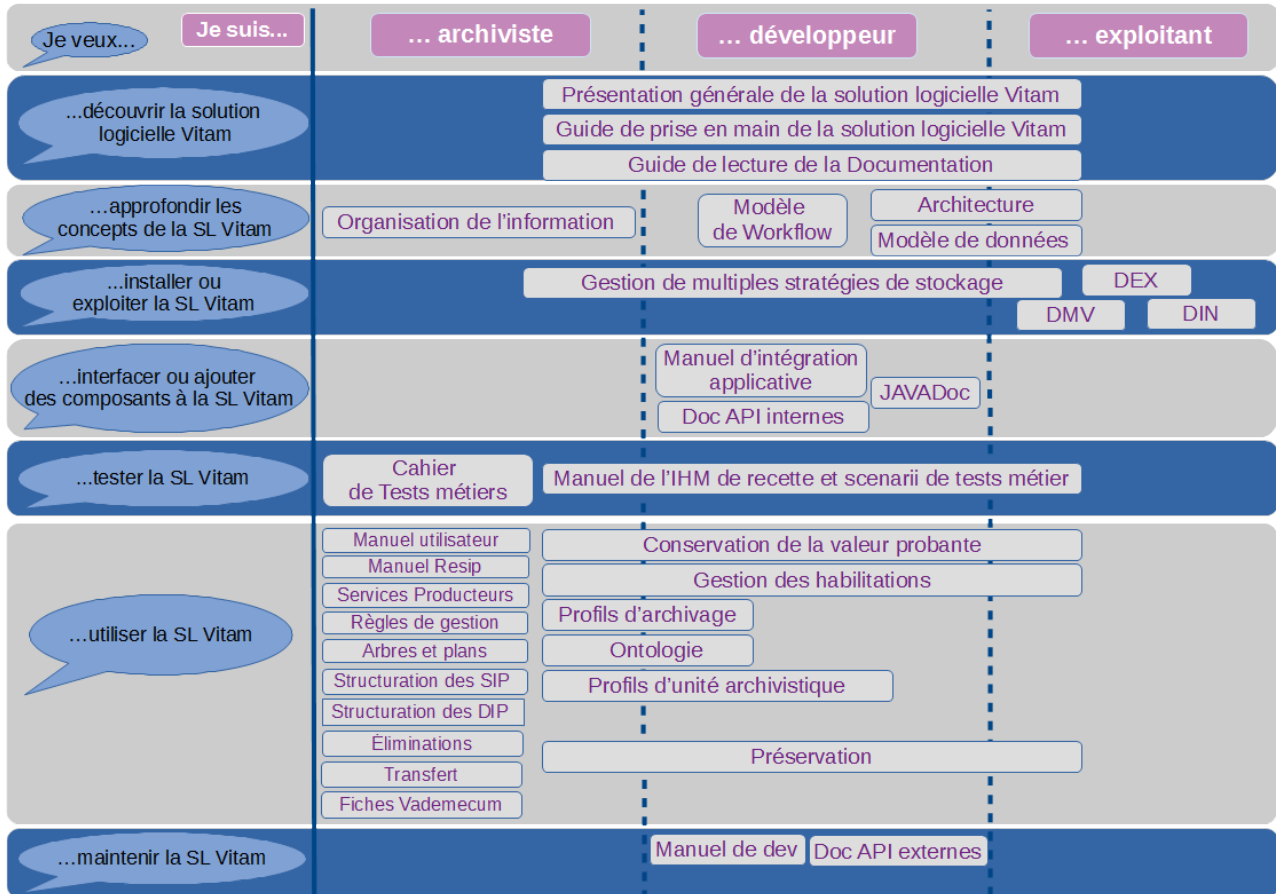 Je veux...
Je suis...
... archiviste
... développeur
... exploitant
...découvrir la solution
logicielle Vitam
Présentation générale de la solution logicielle Vitam
Guide de prise en main de la solution logicielle Vitam
Guide de lecture de la Documentation
...approfondir les
concepts de la SL Vitam
Organisation de l'information
Modèle
de Workflow
Architecture
Modèle de données
...installer ou
exploiter la SL Vitam
Gestion de multiples stratégies de stockage
DEX
DMV
DIN
...interfacer ou ajouter
des composants à la SL Vitam
Manuel d'intégration
applicative
JAVADoc
Doc API internes
...tester la SL Vitam
Cahier
de Tests métiers
Manuel de l'IHM de recette et scenarii de tests métier
...utiliser la SL Vitam
Manuel utilisateur
Manuel Resip
Services Producteurs
Règles de gestion
Arbres et plans
Structuration des SIP
Structuration des DIP
Éliminations
Transfert
Fiches Vademecum
Conservation de la valeur probante
Gestion des habilitations
Profils d'archivage
Ontologie
Profils d'unité archivistique
Préservation
...maintenir la SL Vitam
Manuel de dev
Doc API externes